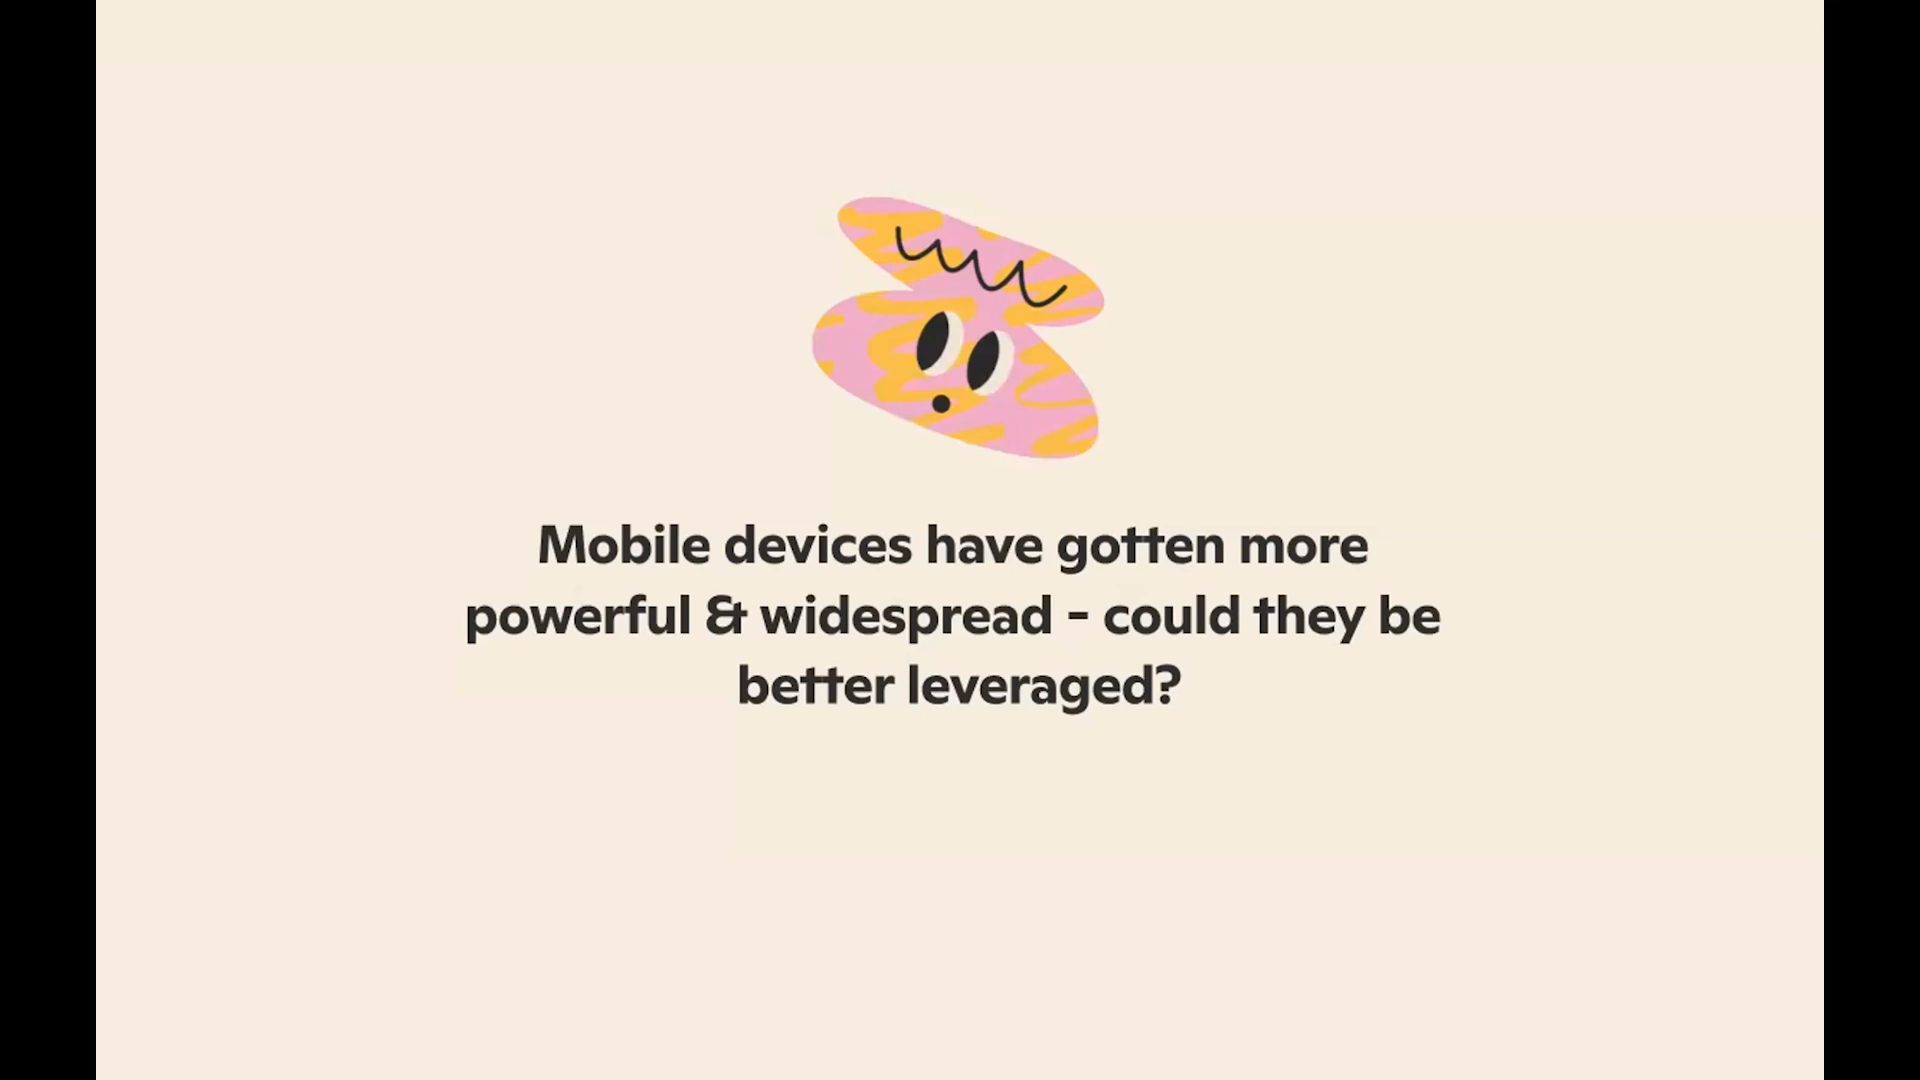 Mobile devices have gotten more
powerful & widespread - could they be
better leveraged?